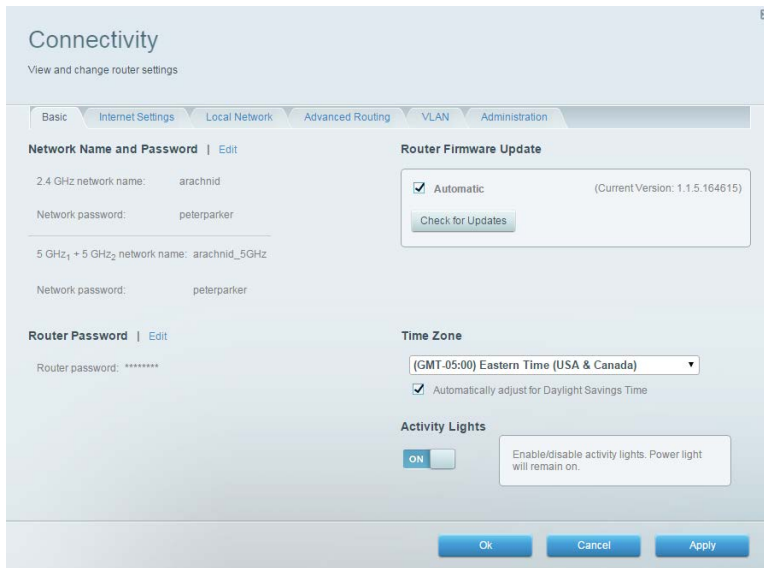 Connectivity
View and change router settings
Basic
Internet Settings
Local Network
Advanced Routing
VLAN
Administration
Network Name and Password | Edit
2.4 GHz network name: arachnid
Network password: peterparker
5 GHz1 + 5 GHz2 network name: arachnid_5GHz
Network password: peterparker
Router Password | Edit
Router password: ********
Router Firmware Update
Automatic (Current Version: 1.1.5.164615)
Check for Updates
Time Zone
(GMT-05:00) Eastern Time (USA & Canada)
Automatically adjust for Daylight Savings Time
Activity Lights
ON
Enable/disable activity lights. Power light
will remain on.
Ok
Cancel
Apply